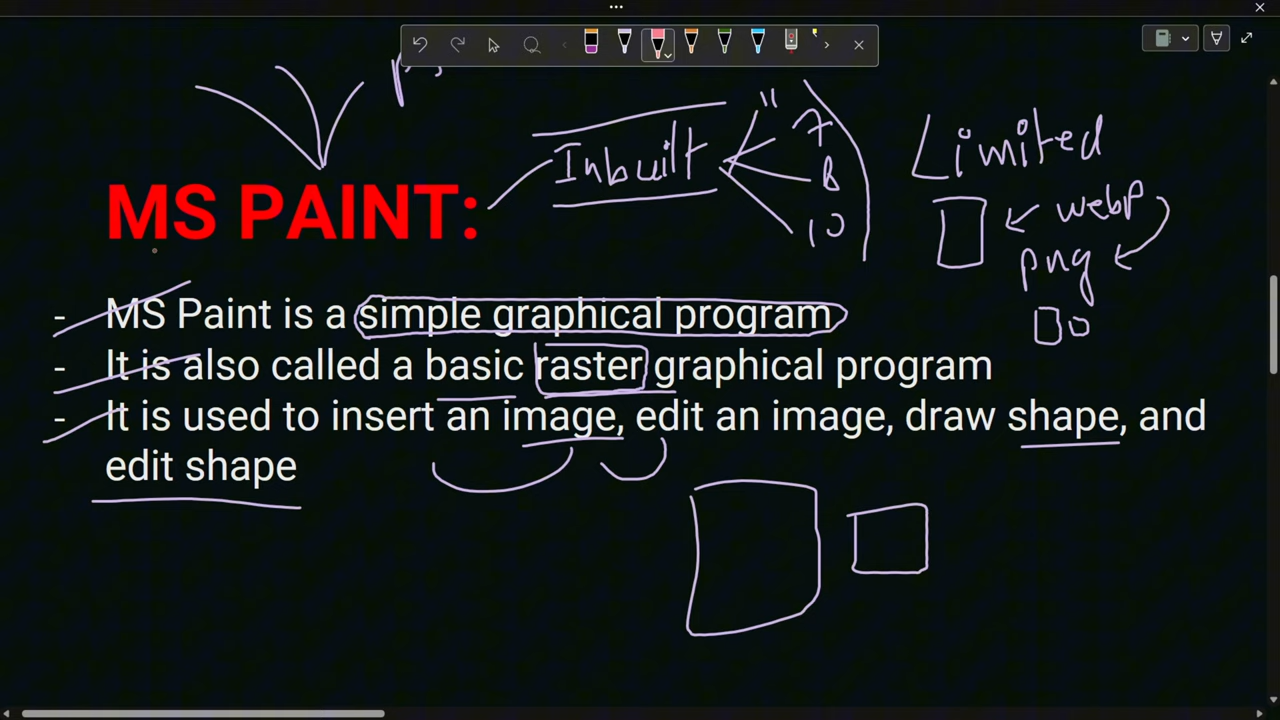 Limited
Inbuilt
11
7
8
10
webp
png
MS PAINT:
- MS Paint is a simple graphical program
- It is also called a basic raster graphical program
- It is used to insert an image, edit an image, draw shape, and
edit shape